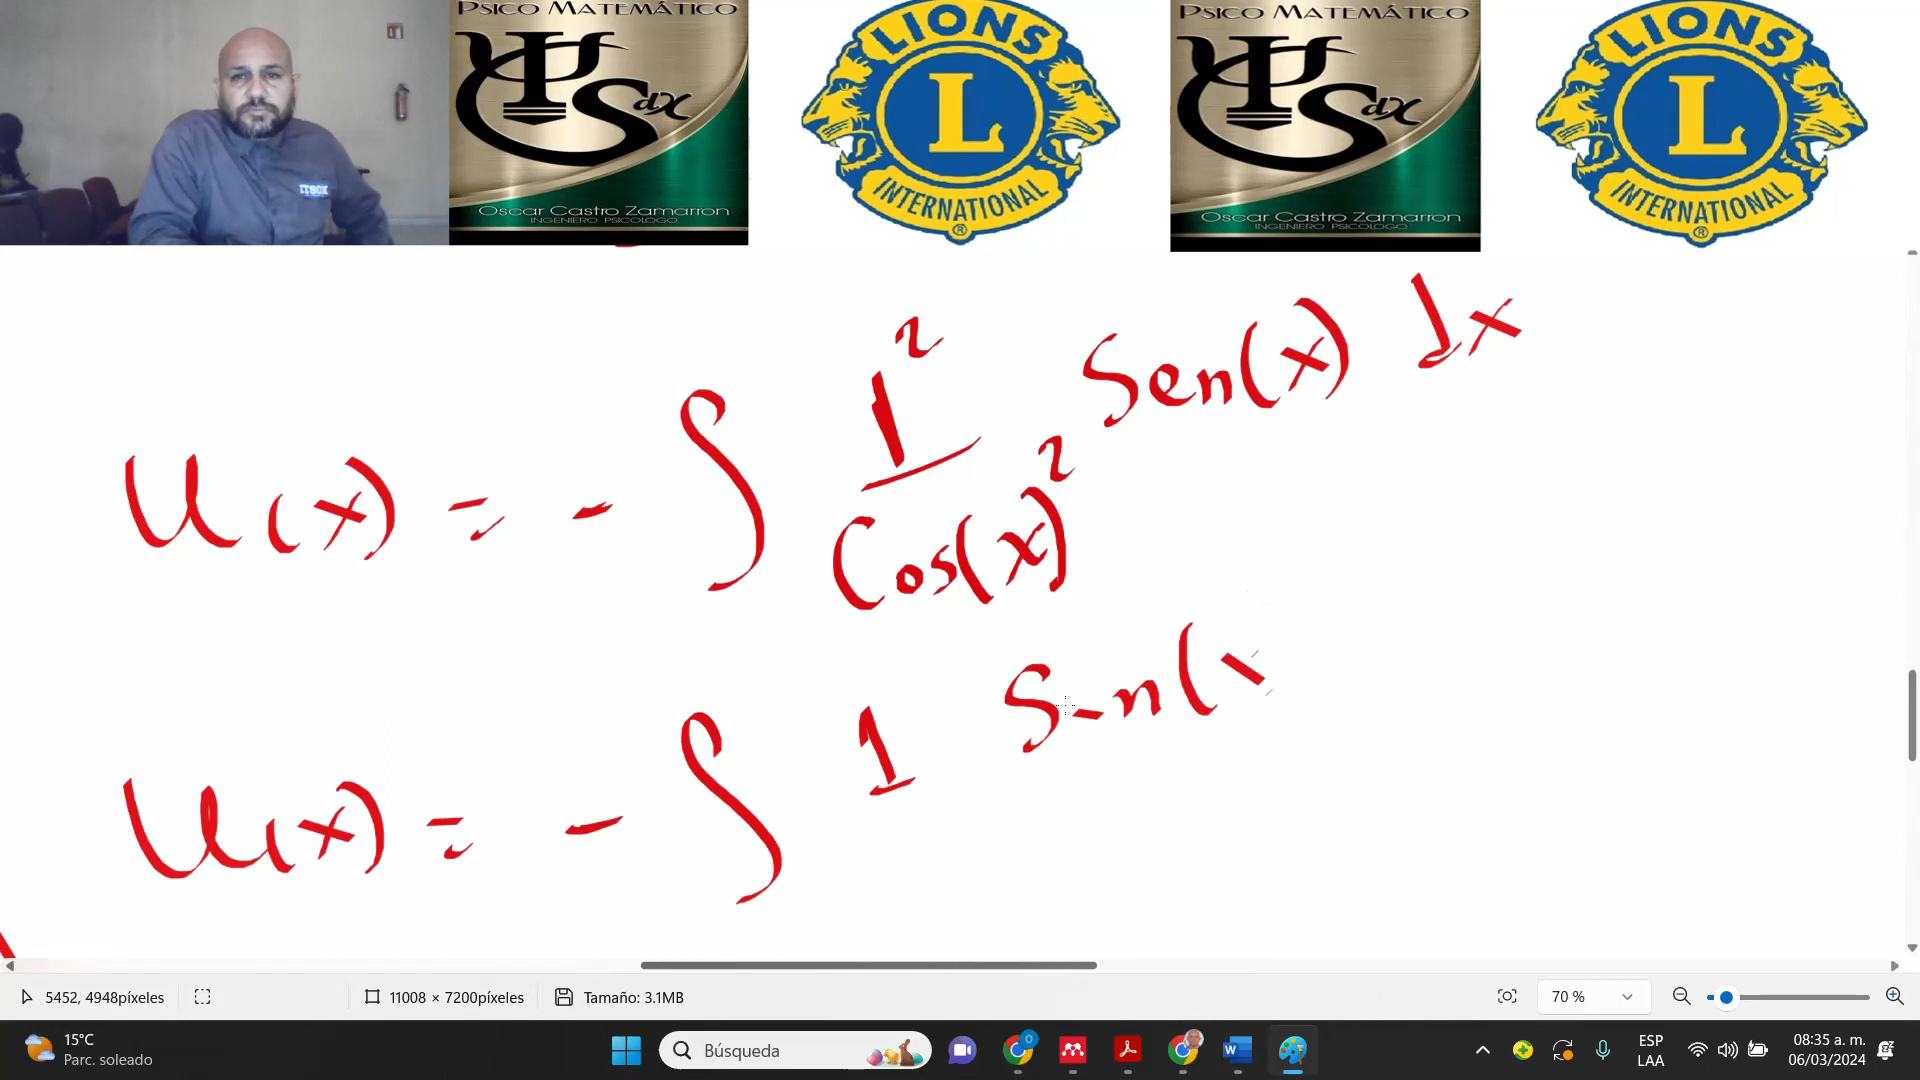 PSICO MATEMÁTICO
dx
Oscar Castro Zamarron
INGENIERO PSICOLOGO
LIONS
L
INTERNATIONAL
®
PSICO MATEMÁTICO
dx
Oscar Castro Zamarron
INGENIERO PSICOLOGO
LIONS
L
INTERNATIONAL
®
U(x) = - ∫ 1² / Cos(x)² Sen(x) dx
U(x) = - ∫ 1 Sen(x
5452, 4948píxeles
11008 × 7200píxeles
Tamaño: 3.1MB
70 %
15°C
Parc. soleado
Búsqueda
ESP
LAA
08:35 a. m.
06/03/2024